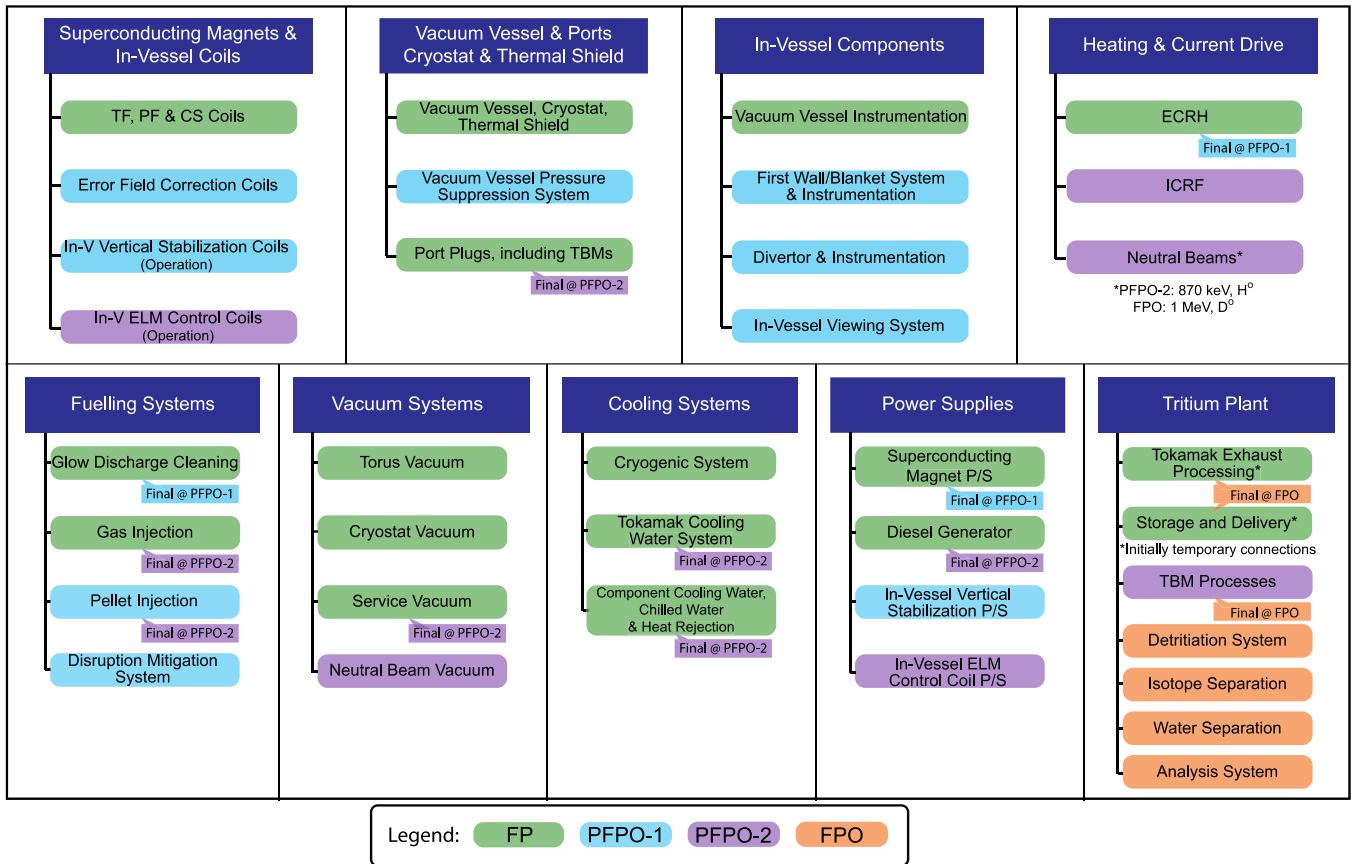 Superconducting Magnets &
In-Vessel Coils
TF, PF & CS Coils
Error Field Correction Coils
In-V Vertical Stabilization Coils
(Operation)
In-V ELM Control Coils
(Operation)
Vacuum Vessel & Ports
Cryostat & Thermal Shield
Vacuum Vessel, Cryostat,
Thermal Shield
Vacuum Vessel Pressure
Suppression System
Port Plugs, including TBMs
Final @ PFPO-2
In-Vessel Components
Vacuum Vessel Instrumentation
First Wall/Blanket System
& Instrumentation
Divertor & Instrumentation
In-Vessel Viewing System
Heating & Current Drive
ECRH
Final @ PFPO-1
ICRF
Neutral Beams*
*PFPO-2: 870 keV, H⁰
FPO: 1 MeV, D⁰
Fuelling Systems
Glow Discharge Cleaning
Final @ PFPO-1
Gas Injection
Final @ PFPO-2
Pellet Injection
Final @ PFPO-2
Disruption Mitigation
System
Vacuum Systems
Torus Vacuum
Cryostat Vacuum
Service Vacuum
Final @ PFPO-2
Neutral Beam Vacuum
Cooling Systems
Cryogenic System
Tokamak Cooling
Water System
Final @ PFPO-2
Component Cooling Water,
Chilled Water
& Heat Rejection
Final @ PFPO-2
Power Supplies
Superconducting
Magnet P/S
Final @ PFPO-1
Diesel Generator
Final @ PFPO-2
In-Vessel Vertical
Stabilization P/S
In-Vessel ELM
Control Coil P/S
Tritium Plant
Tokamak Exhaust
Processing*
Final @ FPO
Storage and Delivery*
*Initially temporary connections
TBM Processes
Final @ FPO
Detritiation System
Isotope Separation
Water Separation
Analysis System
Legend: FP PFPO-1 PFPO-2 FPO